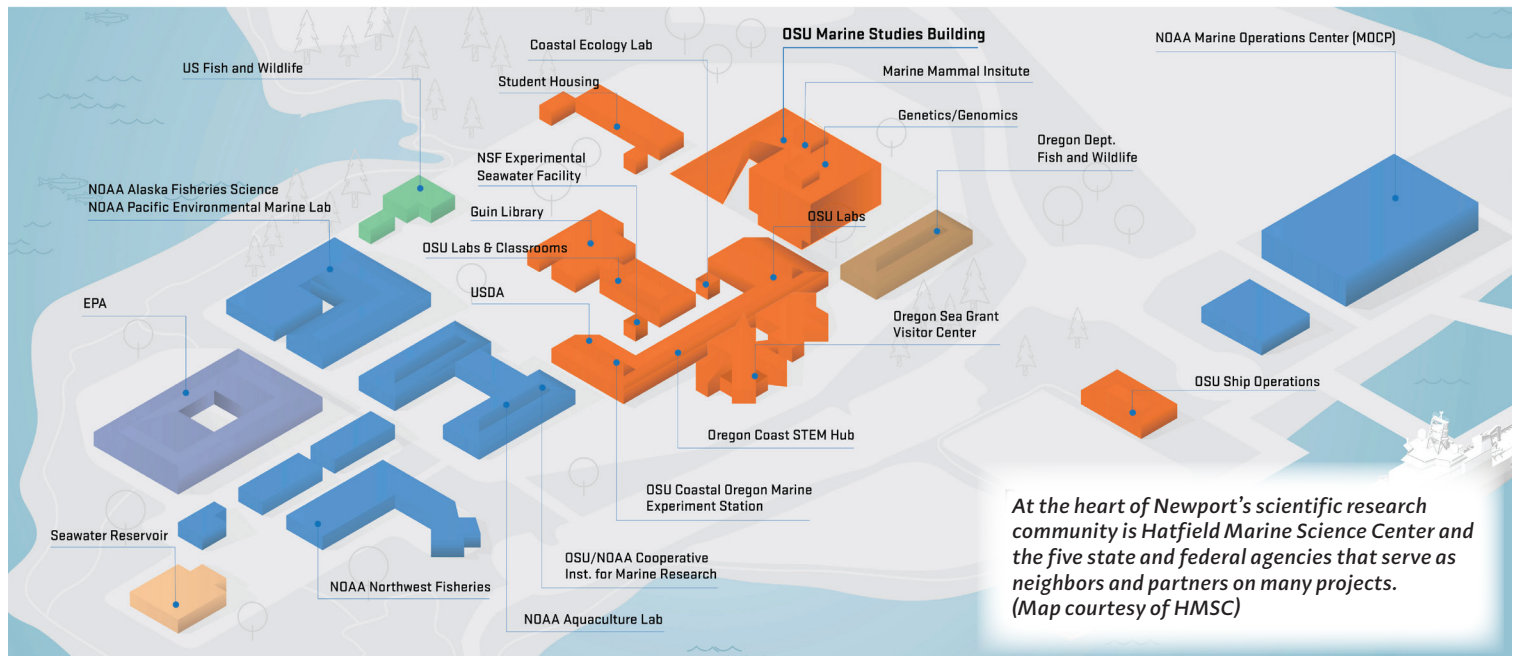 Coastal Ecology Lab
OSU Marine Studies Building
NOAA Marine Operations Center (MOCP)
US Fish and Wildlife
Student Housing
Marine Mammal Insitute
Genetics/Genomics
Oregon Dept.
Fish and Wildlife
NSF Experimental
Seawater Facility
NOAA Alaska Fisheries Science
NOAA Pacific Environmental Marine Lab
Guin Library
OSU Labs
OSU Labs & Classrooms
USDA
EPA
Oregon Sea Grant
Visitor Center
OSU Ship Operations
Oregon Coast STEM Hub
OSU Coastal Oregon Marine
Experiment Station
Seawater Reservoir
OSU/NOAA Cooperative
Inst. for Marine Research
NOAA Northwest Fisheries
NOAA Aquaculture Lab
At the heart of Newport's scientific research
community is Hatfield Marine Science Center and
the five state and federal agencies that serve as
neighbors and partners on many projects.
(Map courtesy of HMSC)